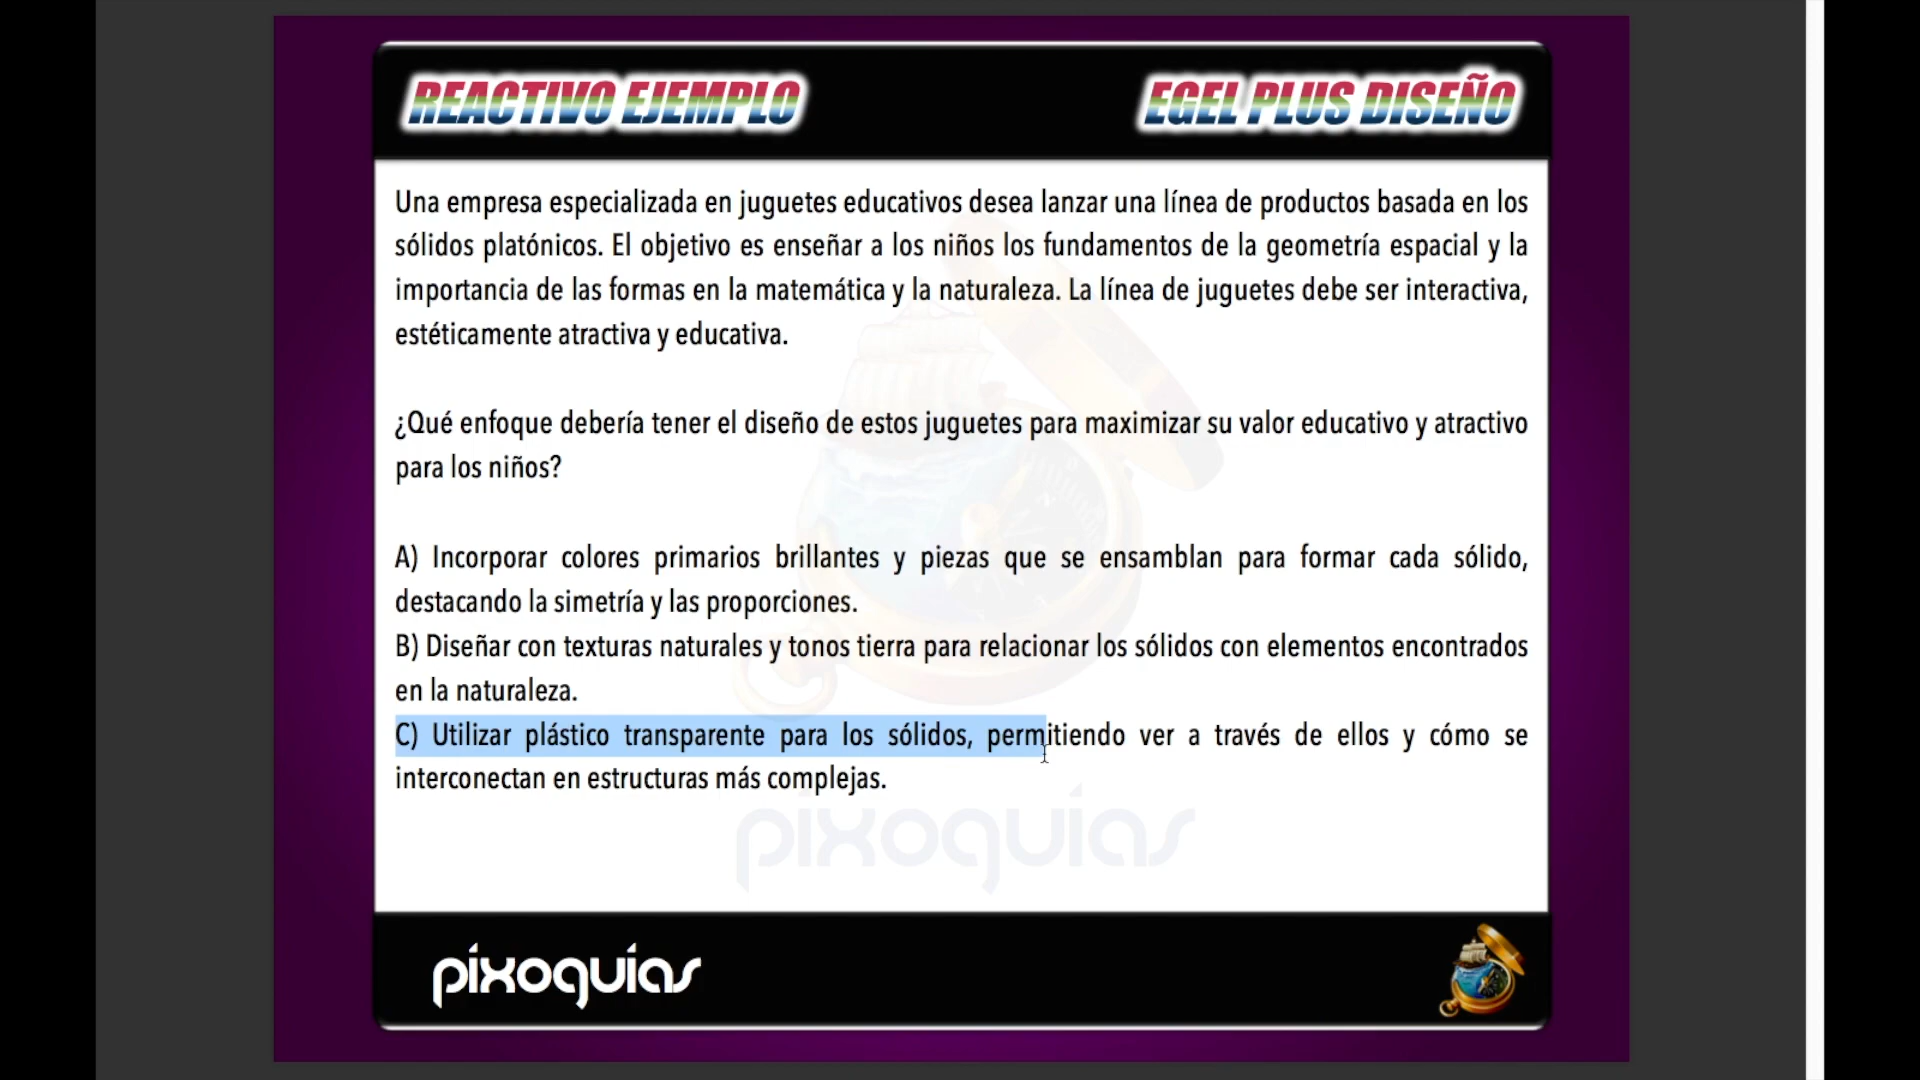 REACTIVO EJEMPLO
EGEL PLUS DISEÑO
Una empresa especializada en juguetes educativos desea lanzar una línea de productos basada en los
sólidos platónicos. El objetivo es enseñar a los niños los fundamentos de la geometría espacial y la
importancia de las formas en la matemática y la naturaleza. La línea de juguetes debe ser interactiva,
estéticamente atractiva y educativa.
¿Qué enfoque debería tener el diseño de estos juguetes para maximizar su valor educativo y atractivo
para los niños?
A) Incorporar colores primarios brillantes y piezas que se ensamblan para formar cada sólido,
destacando la simetría y las proporciones.
B) Diseñar con texturas naturales y tonos tierra para relacionar los sólidos con elementos encontrados
en la naturaleza.
C) Utilizar plástico transparente para los sólidos, permitiendo ver a través de ellos y cómo se
interconectan en estructuras más complejas.
pixoguías
pixoguías